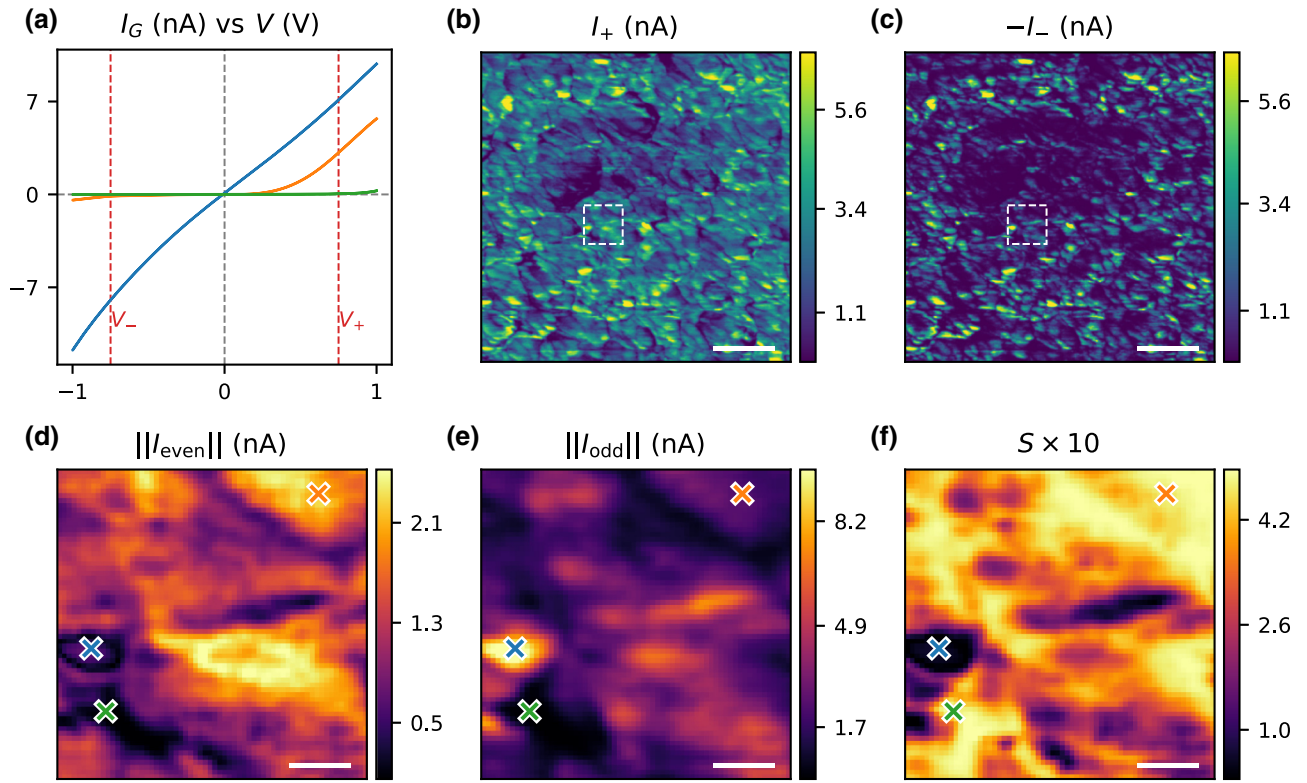 (a) I_G (nA) vs V (V)
7
0
−7
V_−
V_+
−1 0 1
(b) I_+ (nA)
5.6
3.4
1.1
(c) −I_− (nA)
5.6
3.4
1.1
(d) ||I_even|| (nA)
2.1
1.3
0.5
(e) ||I_odd|| (nA)
8.2
4.9
1.7
(f) S × 10
4.2
2.6
1.0